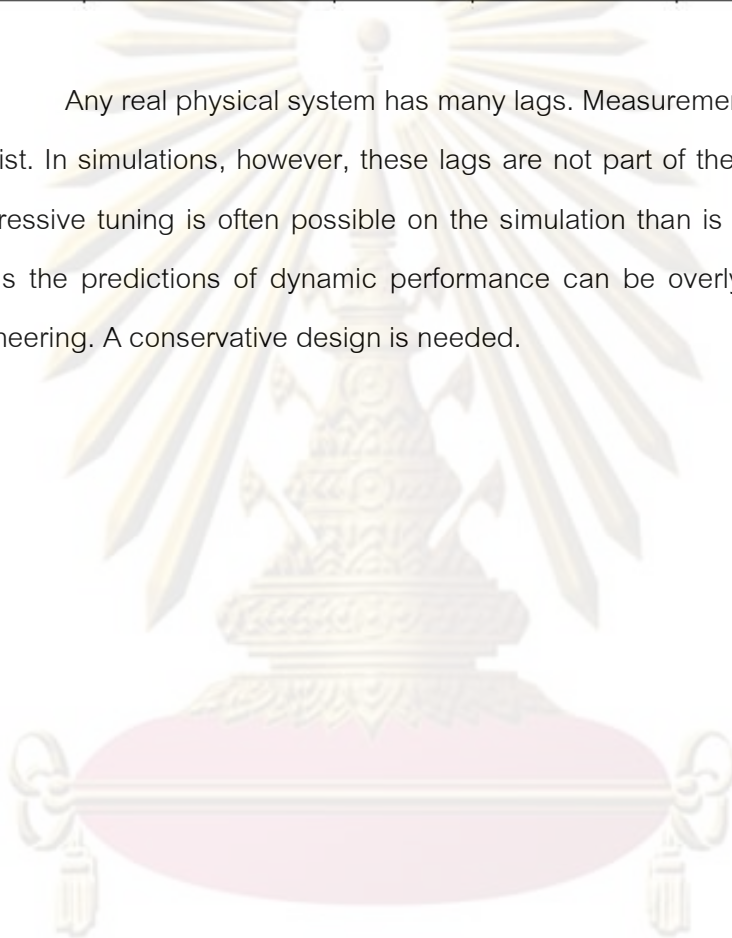 Any real physical system has many lags. Measureme
ist. In simulations, however, these lags are not part of the
ressive tuning is often possible on the simulation than is
s the predictions of dynamic performance can be overly
neering. A conservative design is needed.